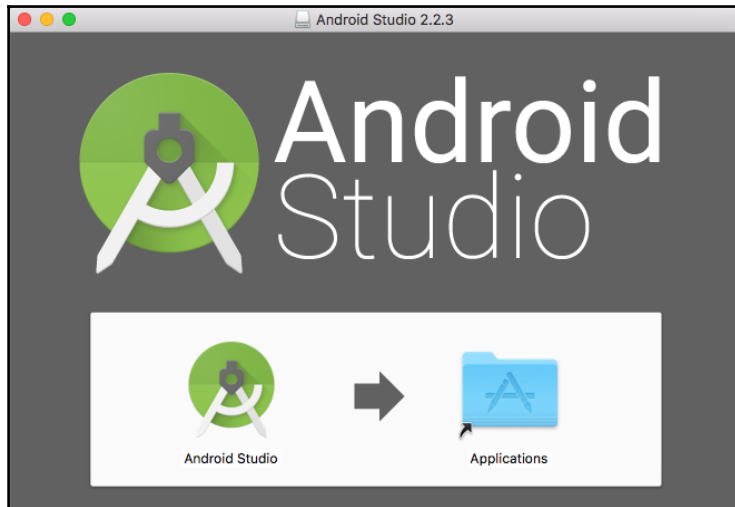 Android Studio 2.2.3
Android
Studio
Android Studio
Applications